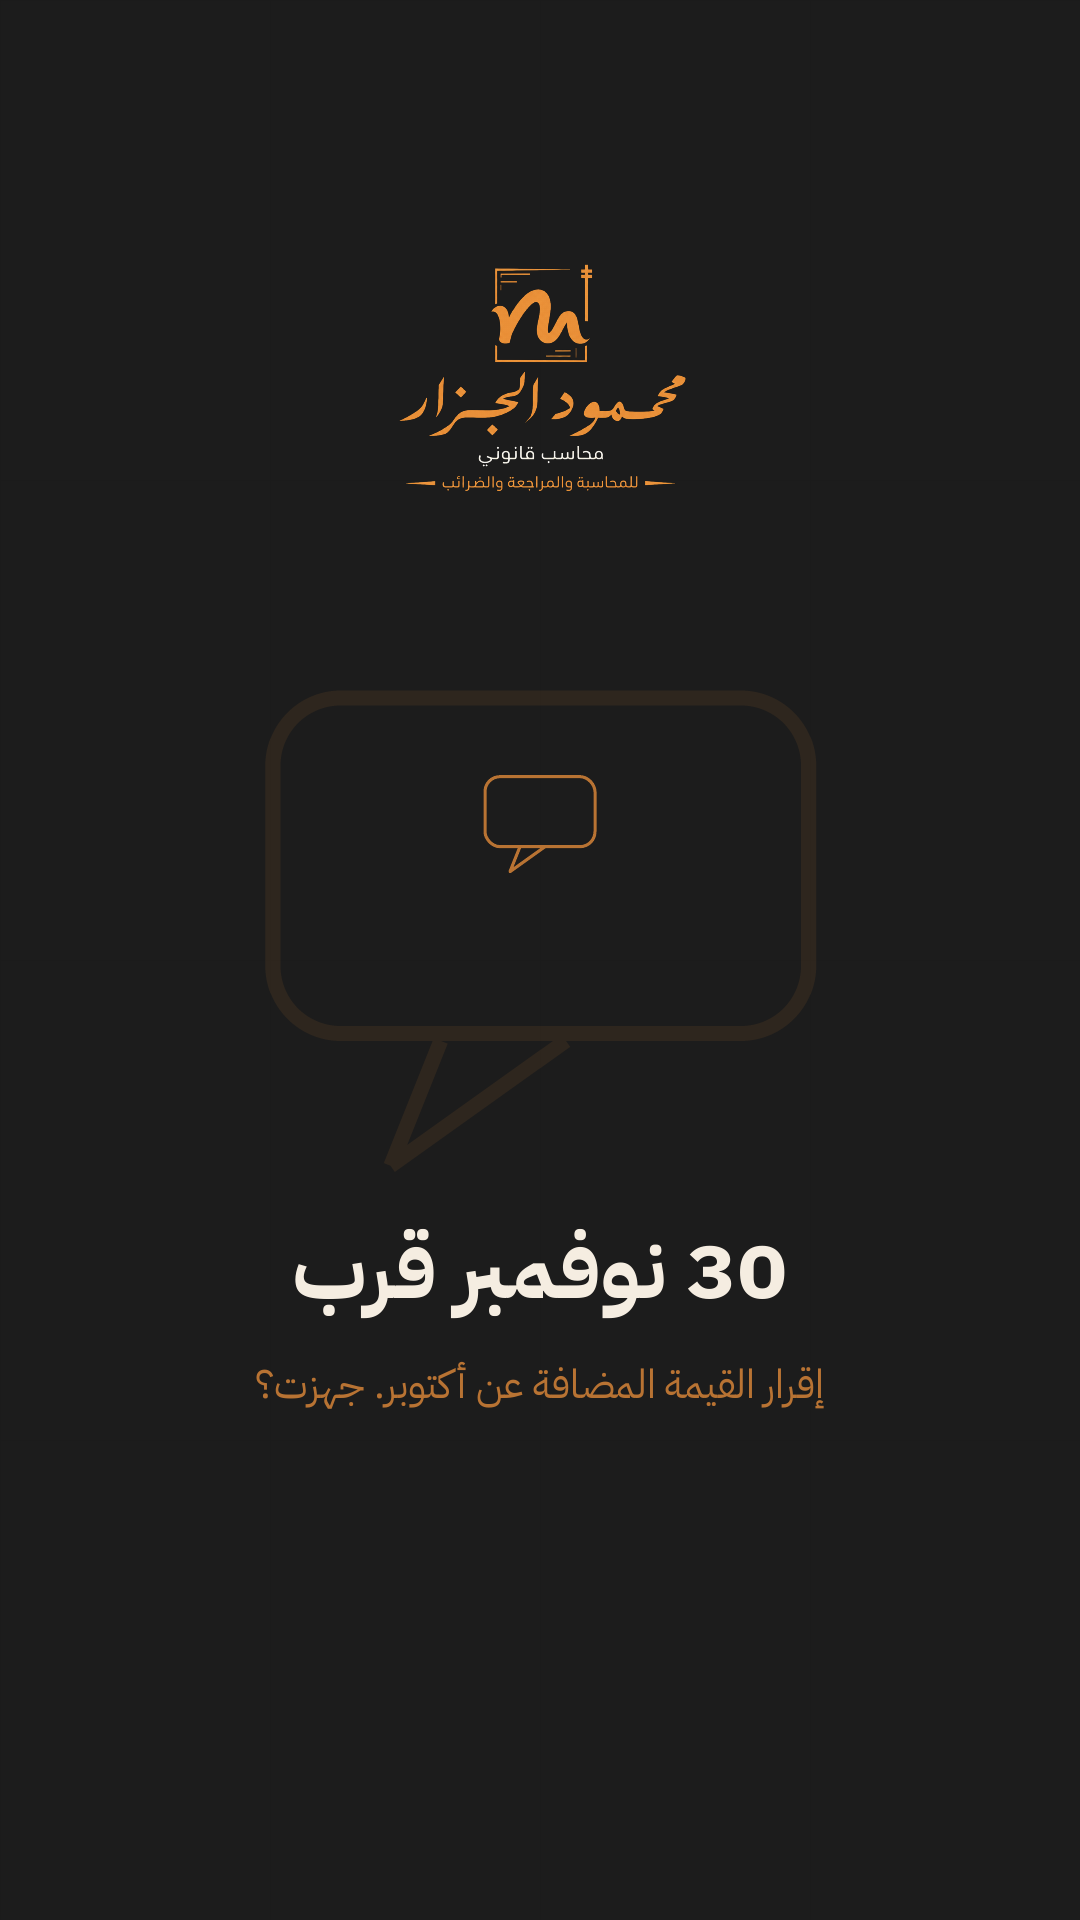 محمود الجزار
محاسب قانوني
للمحاسبة والمراجعة والضرائب
30 نوفمبر قرب
إقرار القيمة المضافة عن أكتوبر. جهزت؟